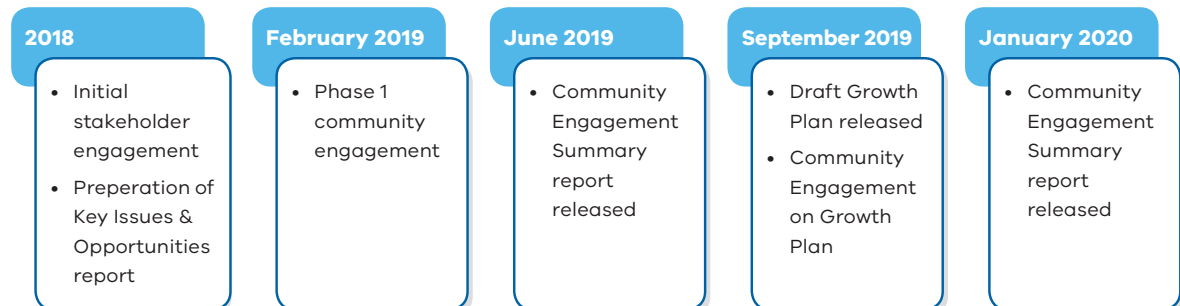 2018
• Initial
stakeholder
engagement
• Preperation of
Key Issues &
Opportunities
report
February 2019
• Phase 1
community
engagement
June 2019
• Community
Engagement
Summary
report
released
September 2019
• Draft Growth
Plan released
• Community
Engagement
on Growth
Plan
January 2020
• Community
Engagement
Summary
report
released